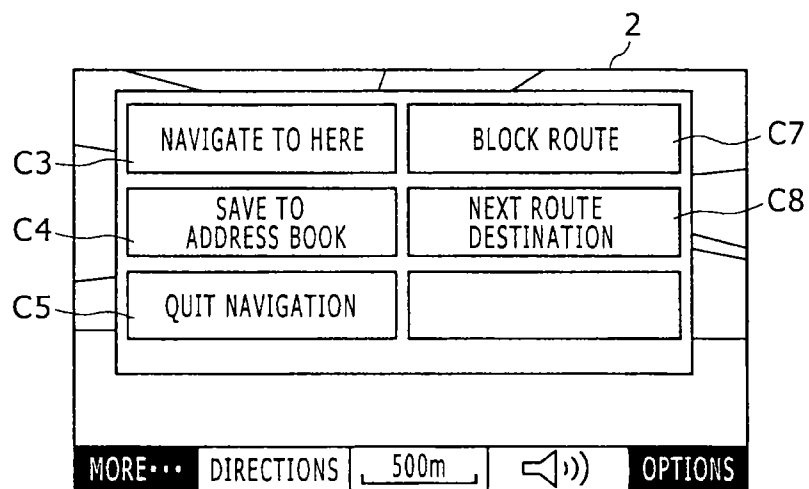 2
C3
NAVIGATE TO HERE
BLOCK ROUTE
C7
C4
SAVE TO
ADDRESS BOOK
NEXT ROUTE
DESTINATION
C8
C5
QUIT NAVIGATION
MORE··· DIRECTIONS 500m OPTIONS